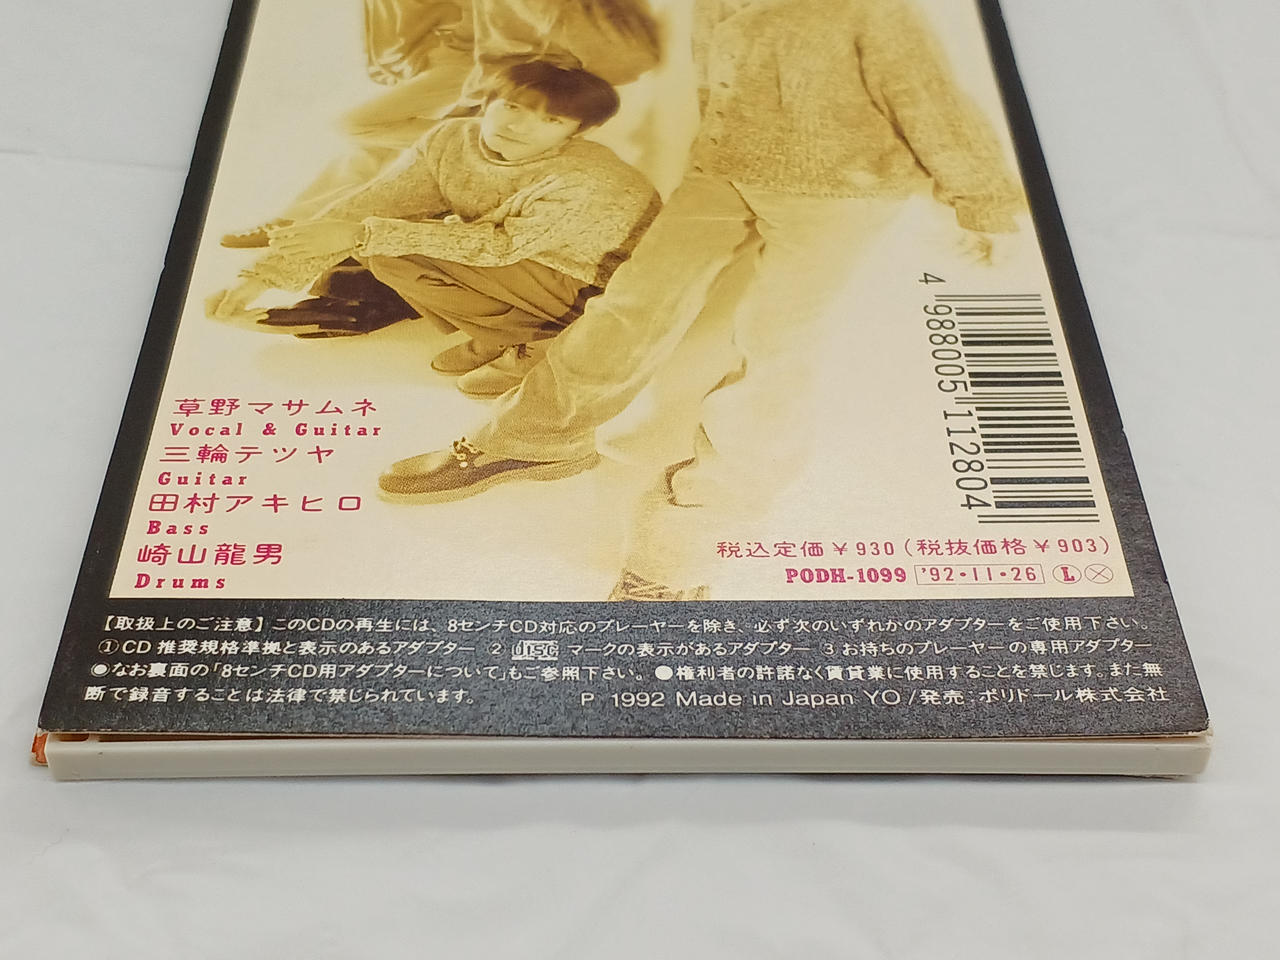 草野マサムネ
Vocal & Guitar
三輪テツヤ
Guitar
田村アキヒロ
Bass
崎山龍男
Drums
4 988005 112804
税込定価￥930(税抜価格￥903)
PODH-1099 '92・11・26 Ⓛ ⓧ
【取扱上のご注意】このCDの再生には、8センチCD対応のプレーヤーを除き、必ず次のいずれかのアダプターをご使用下さい。
①CD 推奨規格準拠と表示のあるアダプター ② disc マークの表示があるアダプター ③お持ちのプレーヤーの専用アダプター
●なお裏面の「8センチCD用アダプターについて」もご参照下さい。●権利者の許諾なく賃貸業に使用することを禁じます。また無
断で録音することは法律で禁じられています。 P 1992 Made in Japan YO/発売:ポリドール株式会社